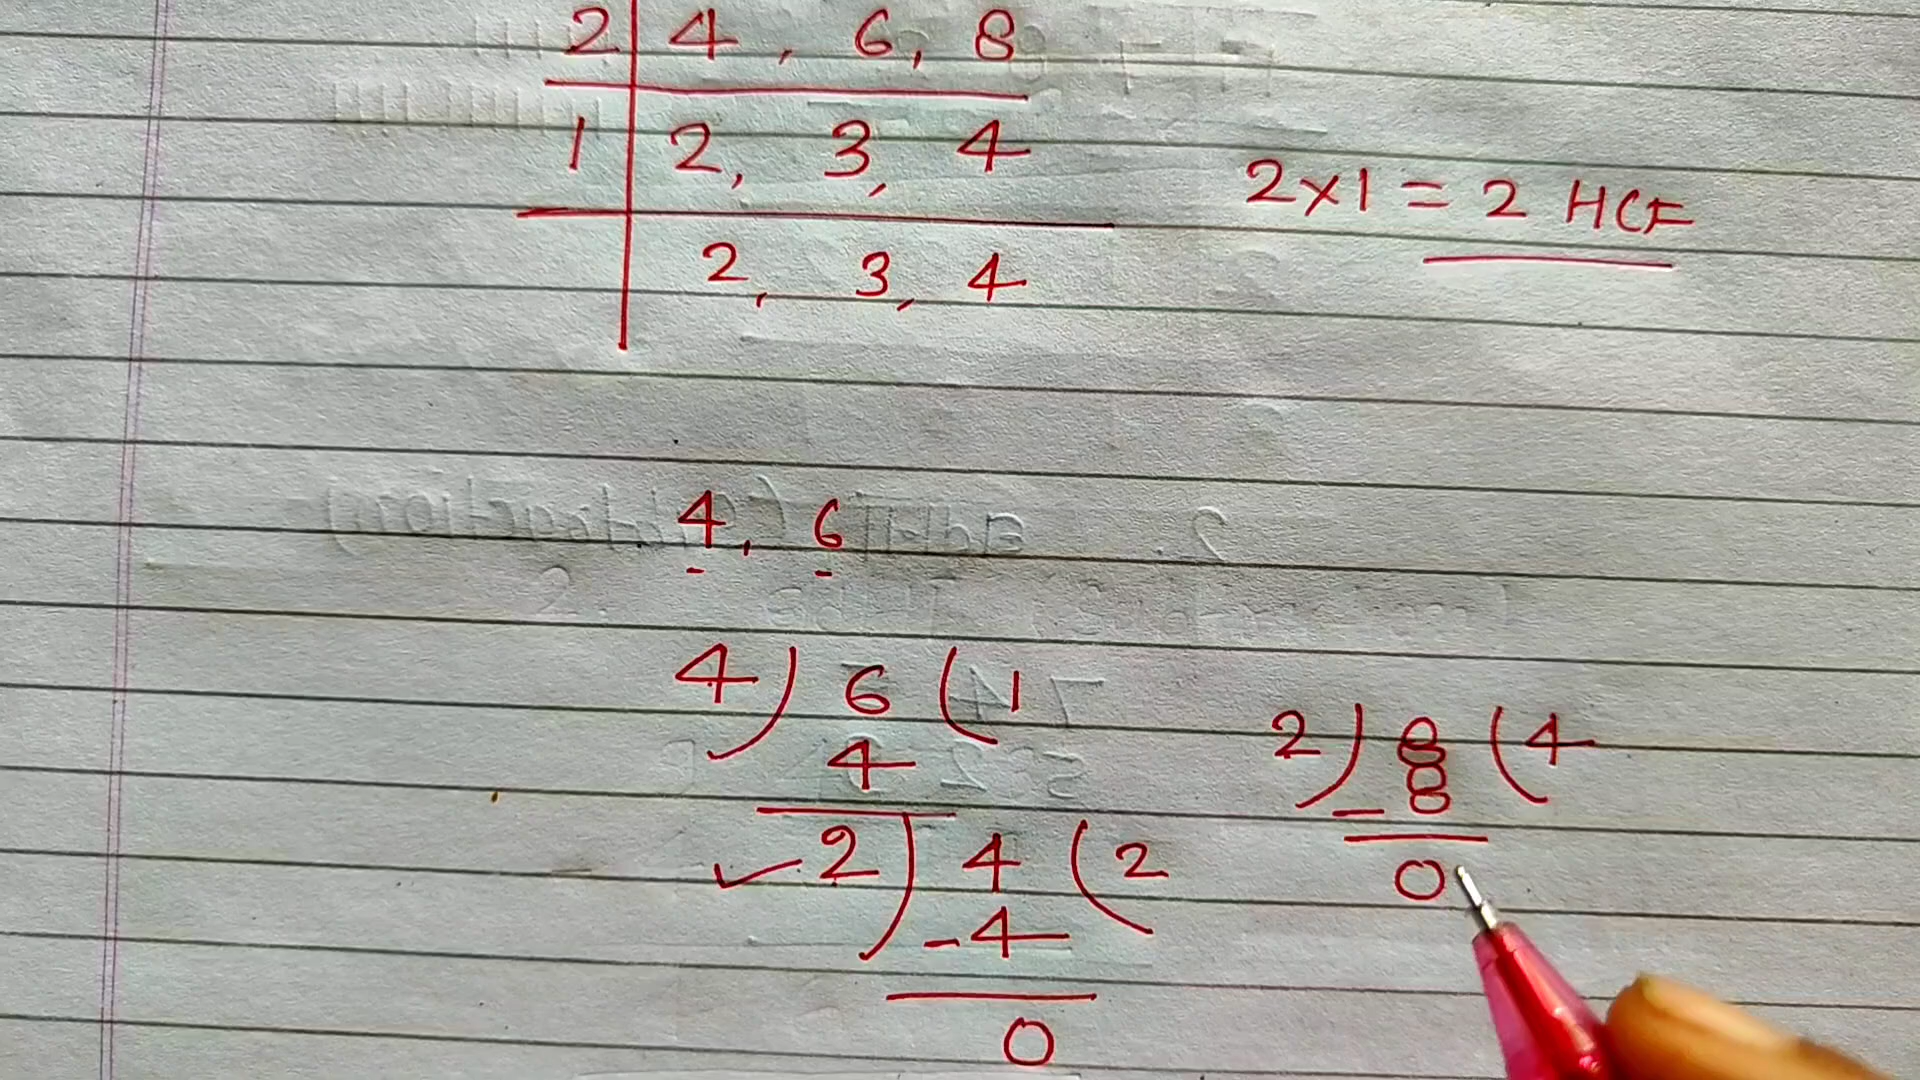 2 | 4, 6, 8
1 | 2, 3, 4
2, 3, 4
2×1 = 2 HCF
4, 6
4) 6 (1
4
✓2) 4 (2
-4
0
2) 8 (4
- 8
0